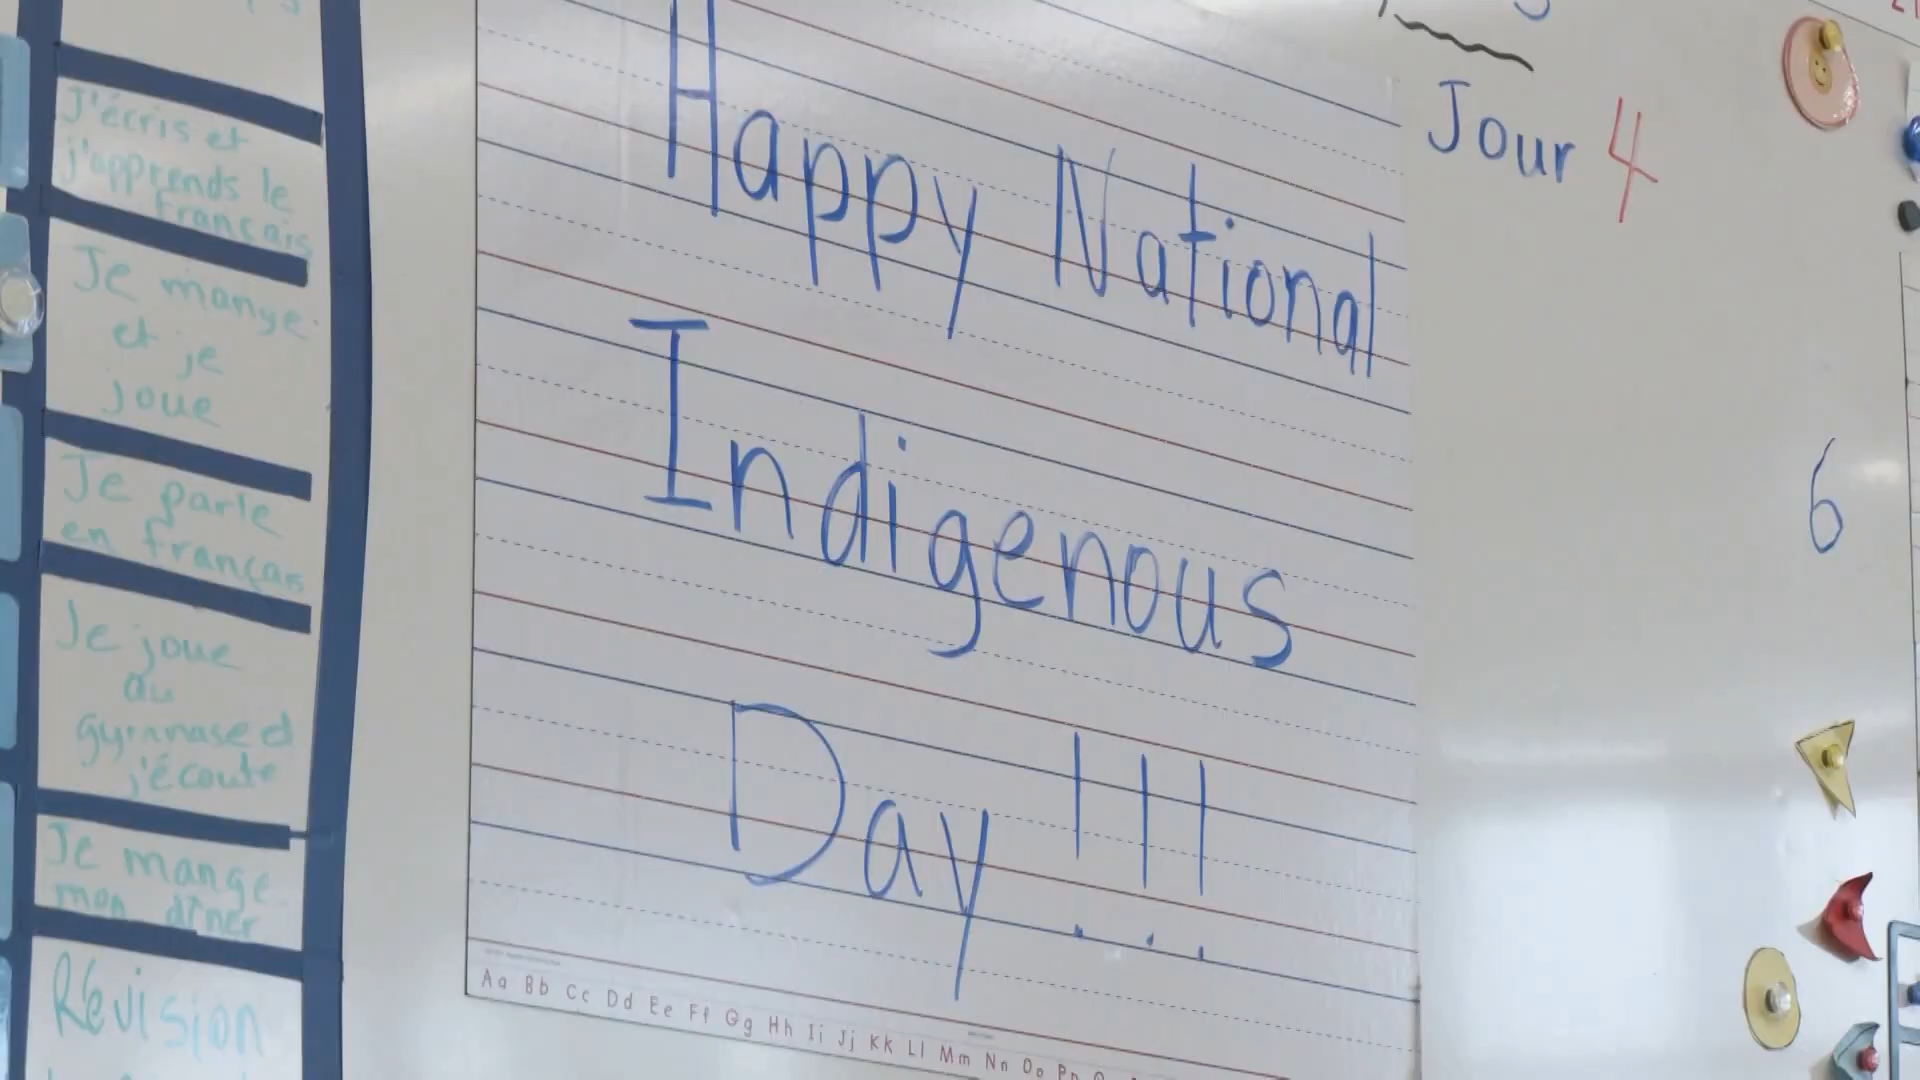 J'écris et
j'apprends le
français
Je mange
et je
joue
Je parle
en français
Je joue
au
gymnase et
j'écoute
Je mange
mon dîner
Révision
Happy National
Indigenous
Day !!!
Aa Bb Cc Dd Ee Ff Gg Hh Ii Jj Kk Ll Mm Nn Oo Pp
Jour 4
6